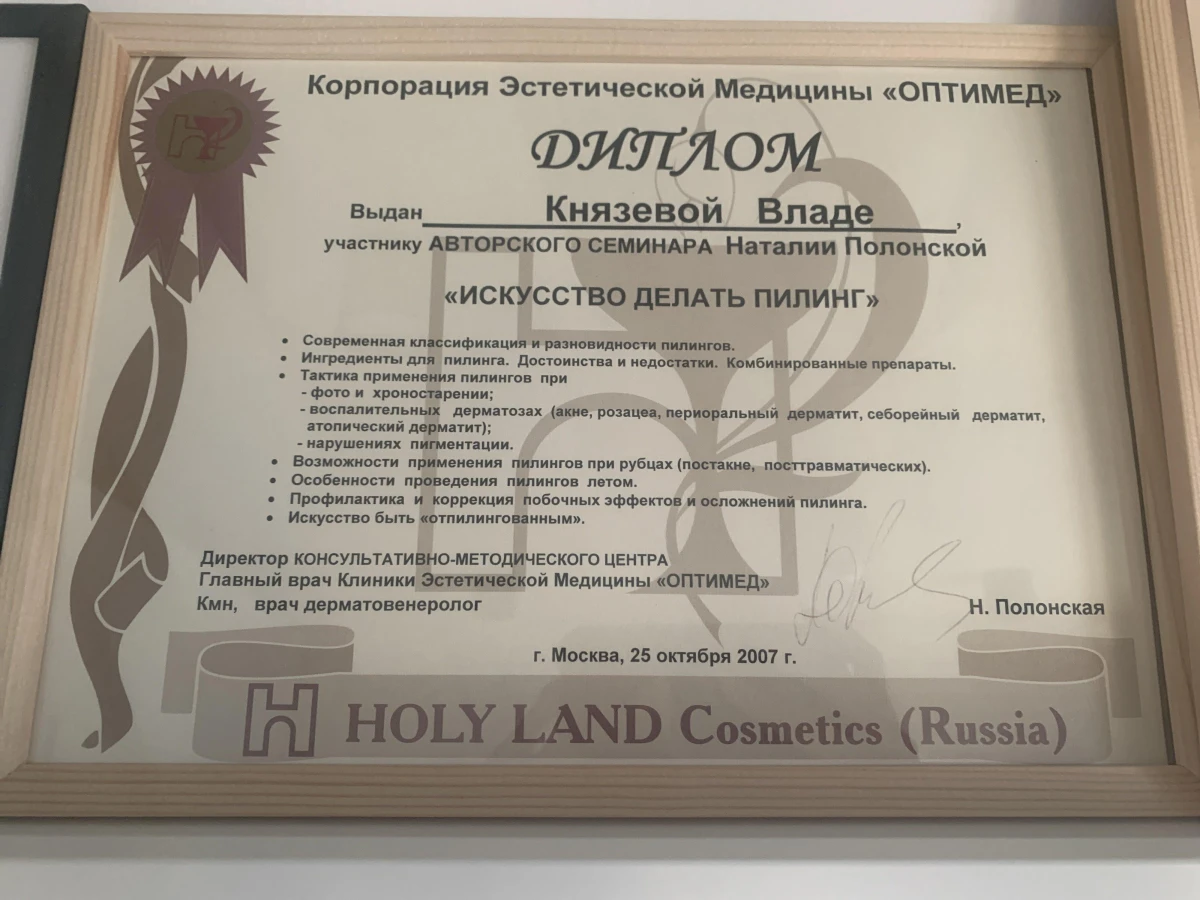 Корпорация Эстетической Медицины «ОПТИМЕД»
ДИПЛОМ
Выдан Князевой Владе,
участнику АВТОРСКОГО СЕМИНАРА Наталии Полонской
«ИСКУССТВО ДЕЛАТЬ ПИЛИНГ»
• Современная классификация и разновидности пилингов.
• Ингредиенты для пилинга. Достоинства и недостатки. Комбинированные препараты.
• Тактика применения пилингов при
- фото и хроностарении;
- воспалительных дерматозах (акне, розацеа, периоральный дерматит, себорейный дерматит,
атопический дерматит);
- нарушениях пигментации.
• Возможности применения пилингов при рубцах (постакне, посттравматических).
• Особенности проведения пилингов летом.
• Профилактика и коррекция побочных эффектов и осложнений пилинга.
• Искусство быть «отпилингованным».
Директор КОНСУЛЬТАТИВНО-МЕТОДИЧЕСКОГО ЦЕНТРА
Главный врач Клиники Эстетической Медицины «ОПТИМЕД»
Кмн, врач дерматовенеролог Н. Полонская
г. Москва, 25 октября 2007 г.
HOLY LAND Cosmetics (Russia)